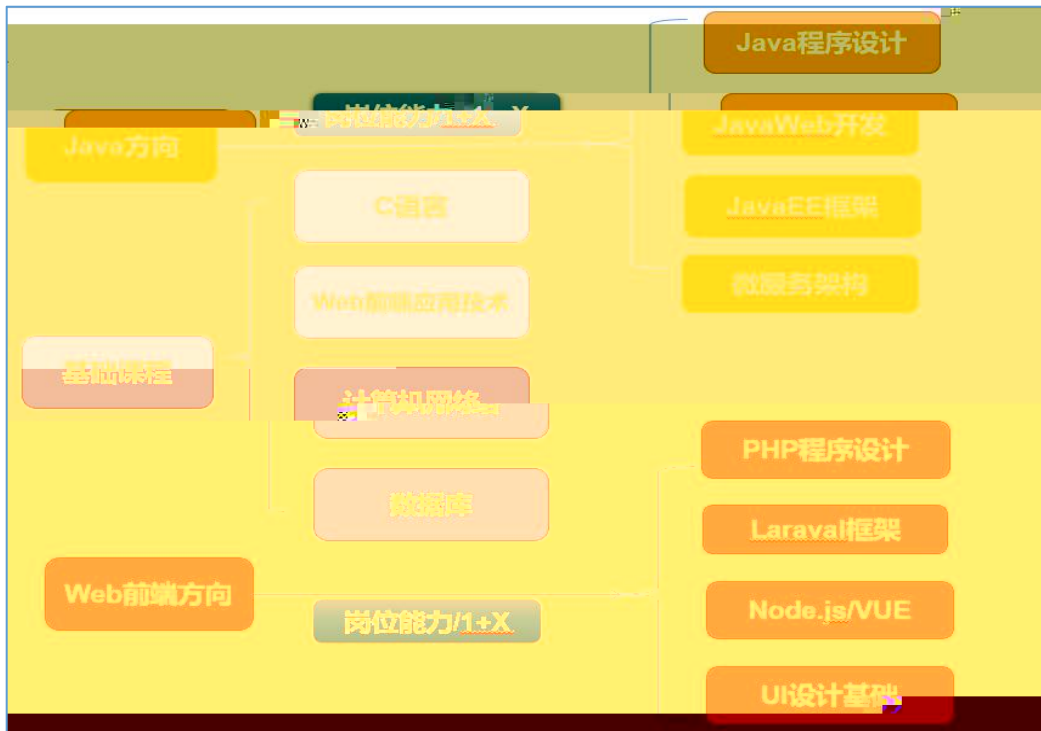 Java程序设计
岗位能力/1+X
JavaWeb开发
Java方向
C语言
JavaEE框架
微服务架构
Web前端应用技术
基础课程
计算机网络
PHP程序设计
数据库
Laraval框架
Web前端方向
Node.js/VUE
岗位能力/1+X
UI设计基础